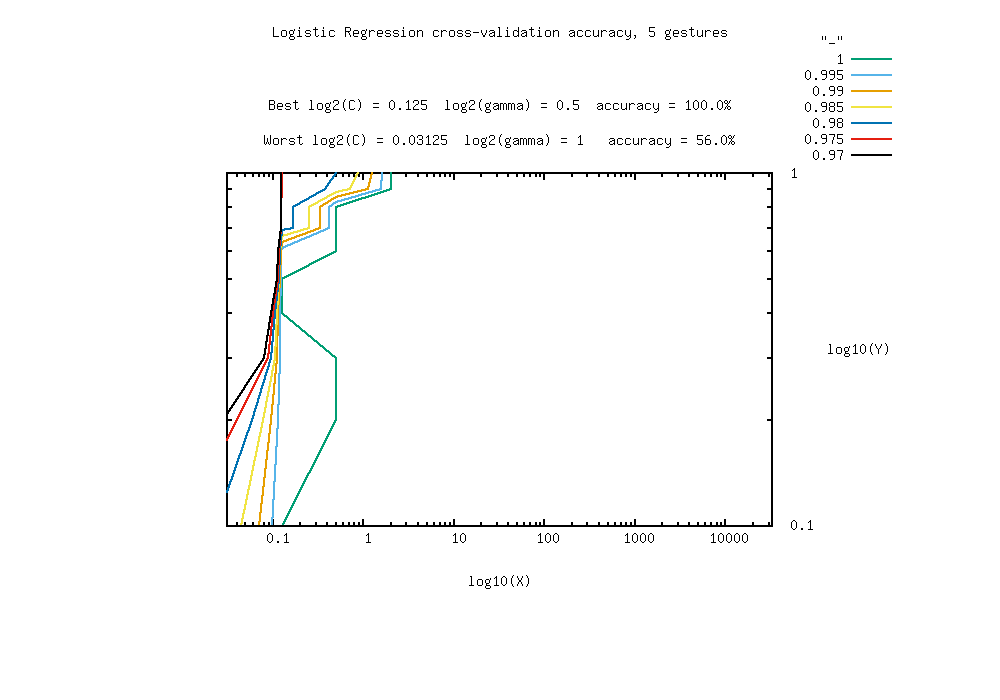 Logistic Regression cross-validation accuracy, 5 gestures
"_"
1
0.995
0.99
0.985
0.98
0.975
0.97
Best log2(C) = 0.125  log2(gamma) = 0.5  accuracy = 100.0%
Worst log2(C) = 0.03125  log2(gamma) = 1   accuracy = 56.0%
1
log10(Y)
0.1
0.1 1 10 100 1000 10000
log10(X)